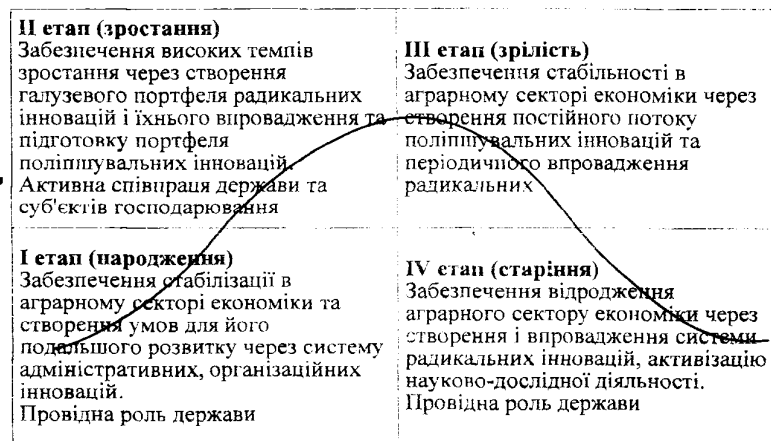 II етап (зростання)
Забезпечення високих темпів
зростання через створення
галузевого портфеля радикальних
інновацій і їхнього впровадження та
підготовку портфеля
поліпшувальних інновацій.
Активна співпраця держави та
суб'єктів господарювання
III етап (зрілість)
Забезпечення стабільності в
аграрному секторі економіки через
створення постійного потоку
поліпшувальних інновацій та
періодичного впровадження
радикальних
I етап (народження)
Забезпечення стабілізації в
аграрному секторі економіки та
створення умов для його
подальшого розвитку через систему
адміністративних, організаційних
інновацій.
Провідна роль держави
IV етап (старіння)
Забезпечення відродження
аграрного сектору економіки через
створення і впровадження системи
радикальних інновацій, активізацію
науково-дослідної діяльності.
Провідна роль держави